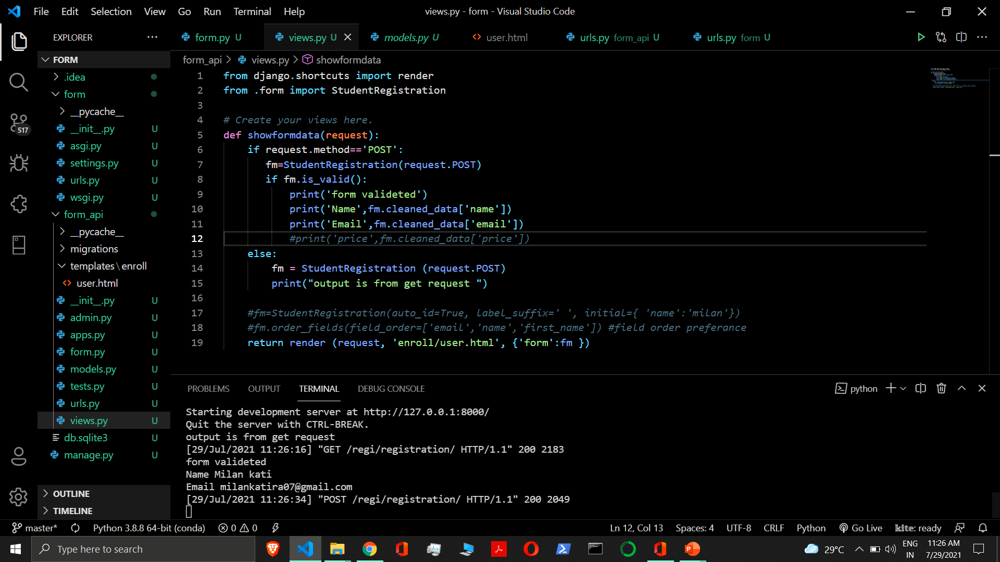 File Edit Selection View Go Run Terminal Help
views.py - form - Visual Studio Code
EXPLORER
form.py U
views.py U
models.py U
user.html
urls.py form_api U
urls.py form U
FORM
.idea
form
__pycache__
__init__.py U
asgi.py U
settings.py U
urls.py U
wsgi.py U
form_api
__pycache__
migrations
templates\enroll
user.html
__init__.py U
admin.py U
apps.py U
form.py U
models.py U
tests.py U
urls.py U
views.py U
db.sqlite3 U
manage.py U
OUTLINE
TIMELINE
517
form_api > views.py > showformdata
1 from django.shortcuts import render
2 from .form import StudentRegistration
3
4 # Create your views here.
5 def showformdata(request):
6 if request.method=='POST':
7 fm=StudentRegistration(request.POST)
8 if fm.is_valid():
9 print('form valideted')
10 print('Name',fm.cleaned_data['name'])
11 print('Email',fm.cleaned_data['email'])
12 #print('price',fm.cleaned_data['price'])
13 else:
14 fm = StudentRegistration (request.POST)
15 print("output is from get request ")
16
17 #fm=StudentRegistration(auto_id=True, label_suffix=' ', initial={ 'name':'milan'})
18 #fm.order_fields(field_order=['email','name','first_name']) #field order preferance
19 return render (request, 'enroll/user.html', {'form':fm })
PROBLEMS OUTPUT TERMINAL DEBUG CONSOLE
python
Starting development server at http://127.0.0.1:8000/
Quit the server with CTRL-BREAK.
output is from get request
[29/Jul/2021 11:26:16] "GET /regi/registration/ HTTP/1.1" 200 2183
form valideted
Name Milan kati
Email milankatira07@gmail.com
[29/Jul/2021 11:26:34] "POST /regi/registration/ HTTP/1.1" 200 2049
master* Python 3.8.8 64-bit (conda) 0 0
Ln 12, Col 13 Spaces: 4 UTF-8 CRLF Python Go Live kite: ready
Type here to search
29°C
ENG
IN
11:26 AM
7/29/2021